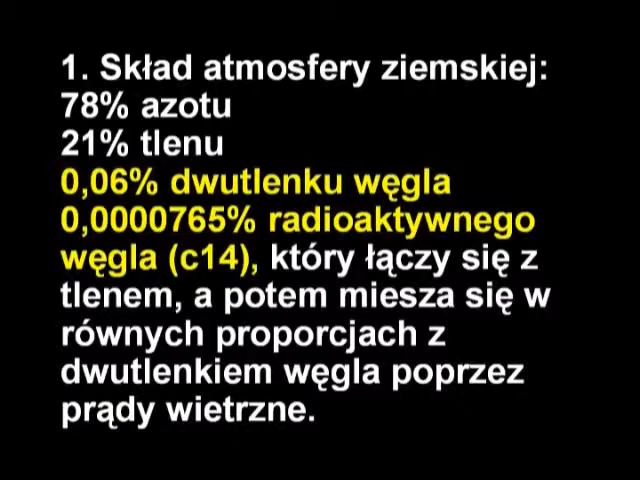 1. Skład atmosfery ziemskiej:
78% azotu
21% tlenu
0,06% dwutlenku węgla
0,0000765% radioaktywnego
węgla (c14), który łączy się z
tlenem, a potem miesza się w
równych proporcjach z
dwutlenkiem węgla poprzez
prądy wietrzne.